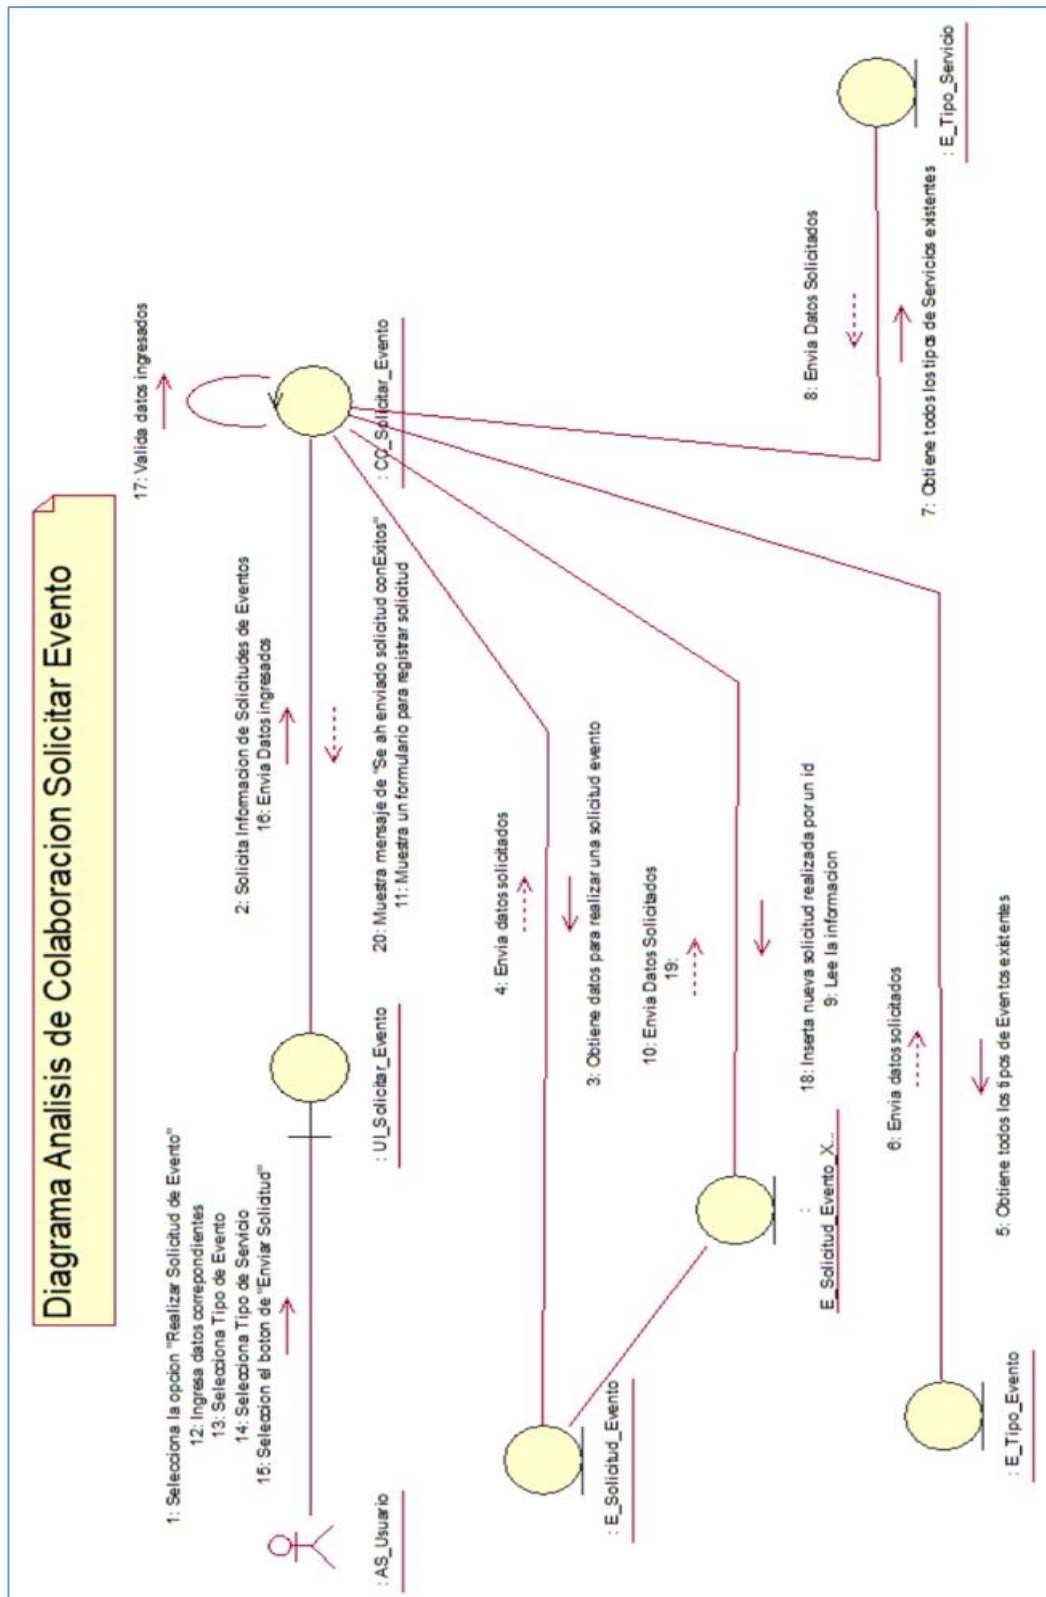 Diagrama Analisis de Colaboracion Solicitar Evento
1: Selecciona la opcion "Realizar Solicitud de Evento"
12: Ingresa datos correpondientes
13: Selecciona Tipo de Evento
14: Selecciona Tipo de Servicio
15: Seleccion el boton de "Enviar Solicitud"
: AS_Usuario
: UI_Solicitar_Evento
2: Solicita Informacion de Solicitudes de Eventos
16: Envia Datos ingresados
20: Muestra mensaje de "Se ah enviado solicitud conExitos"
11: Muestra un formulario para registrar solicitud
17: Valida datos ingresados
: CC_Solicitar_Evento
4: Envia datos solicitados
3: Obtiene datos para realizar una solicitud evento
: E_Solicitud_Evento
10: Envia Datos Solicitados
19:
18: Inserta nueva solicitud realizada por un id
9: Lee la informacion
:
E_Solicitud_Evento_X...
6: Envia datos solicitados
5: Obtiene todos los tipos de Eventos existentes
: E_Tipo_Evento
8: Envia Datos Solicitados
7: Obtiene todos los tipos de Servicios existentes
: E_Tipo_Servicio